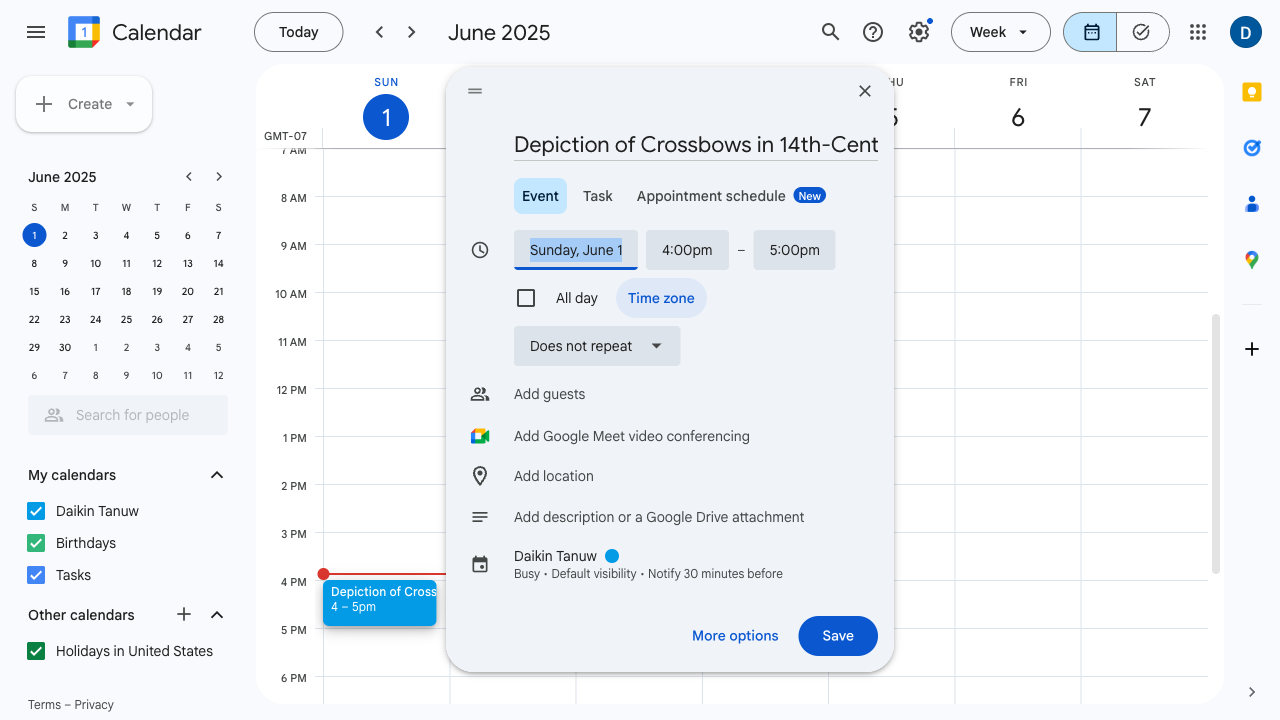 Calendar
Today
June 2025
Week
D
Create
June 2025
S M T W T F S
1 2 3 4 5 6 7
8 9 10 11 12 13 14
15 16 17 18 19 20 21
22 23 24 25 26 27 28
29 30 1 2 3 4 5
6 7 8 9 10 11 12
Search for people
My calendars
Daikin Tanuw
Birthdays
Tasks
Other calendars
Holidays in United States
Terms – Privacy
GMT-07
SUN
1
HU
5
FRI
6
SAT
7
7 AM
8 AM
9 AM
10 AM
11 AM
12 PM
1 PM
2 PM
3 PM
4 PM
5 PM
6 PM
Depiction of Cross
4 – 5pm
Depiction of Crossbows in 14th-Cent
Event
Task
Appointment schedule
New
Sunday, June 1
4:00pm
–
5:00pm
All day
Time zone
Does not repeat
Add guests
Add Google Meet video conferencing
Add location
Add description or a Google Drive attachment
Daikin Tanuw
Busy • Default visibility • Notify 30 minutes before
More options
Save